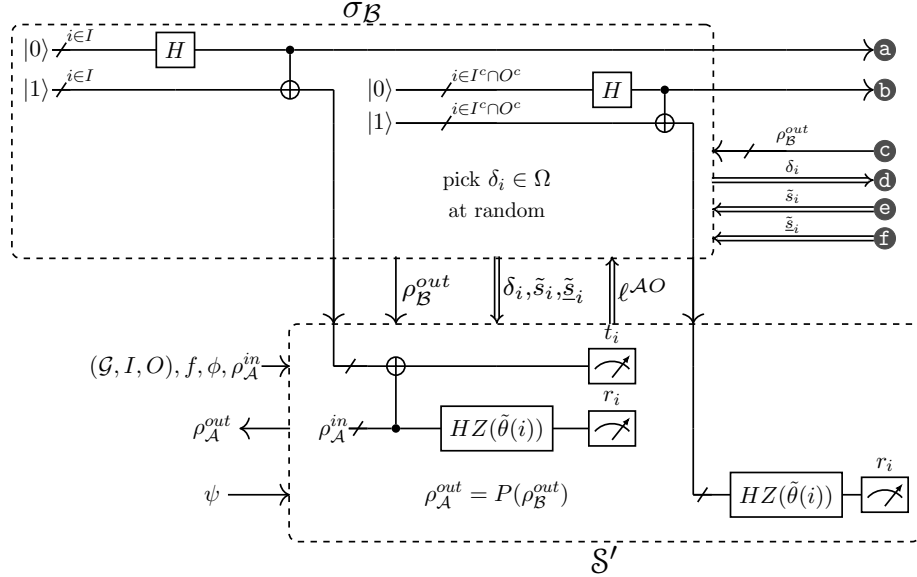 σ_ℬ
|0⟩ i∈I H a
|1⟩ i∈I
|0⟩ i∈I^c∩O^c H b
|1⟩ i∈I^c∩O^c
ρ_ℬ^{out} c
pick δ_i ∈ Ω
at random
δ_i d
s̃_i e
s̲̃_i f
ρ_ℬ^{out} δ_i, s̃_i, s̲̃_i ℓ^{𝒜O}
(𝒢, I, O), f, ϕ, ρ_𝒜^{in} t_i
ρ_𝒜^{out} ρ_𝒜^{in} HZ(θ̃(i)) r_i
ψ ρ_𝒜^{out} = P(ρ_ℬ^{out}) HZ(θ̃(i)) r_i
𝒮′